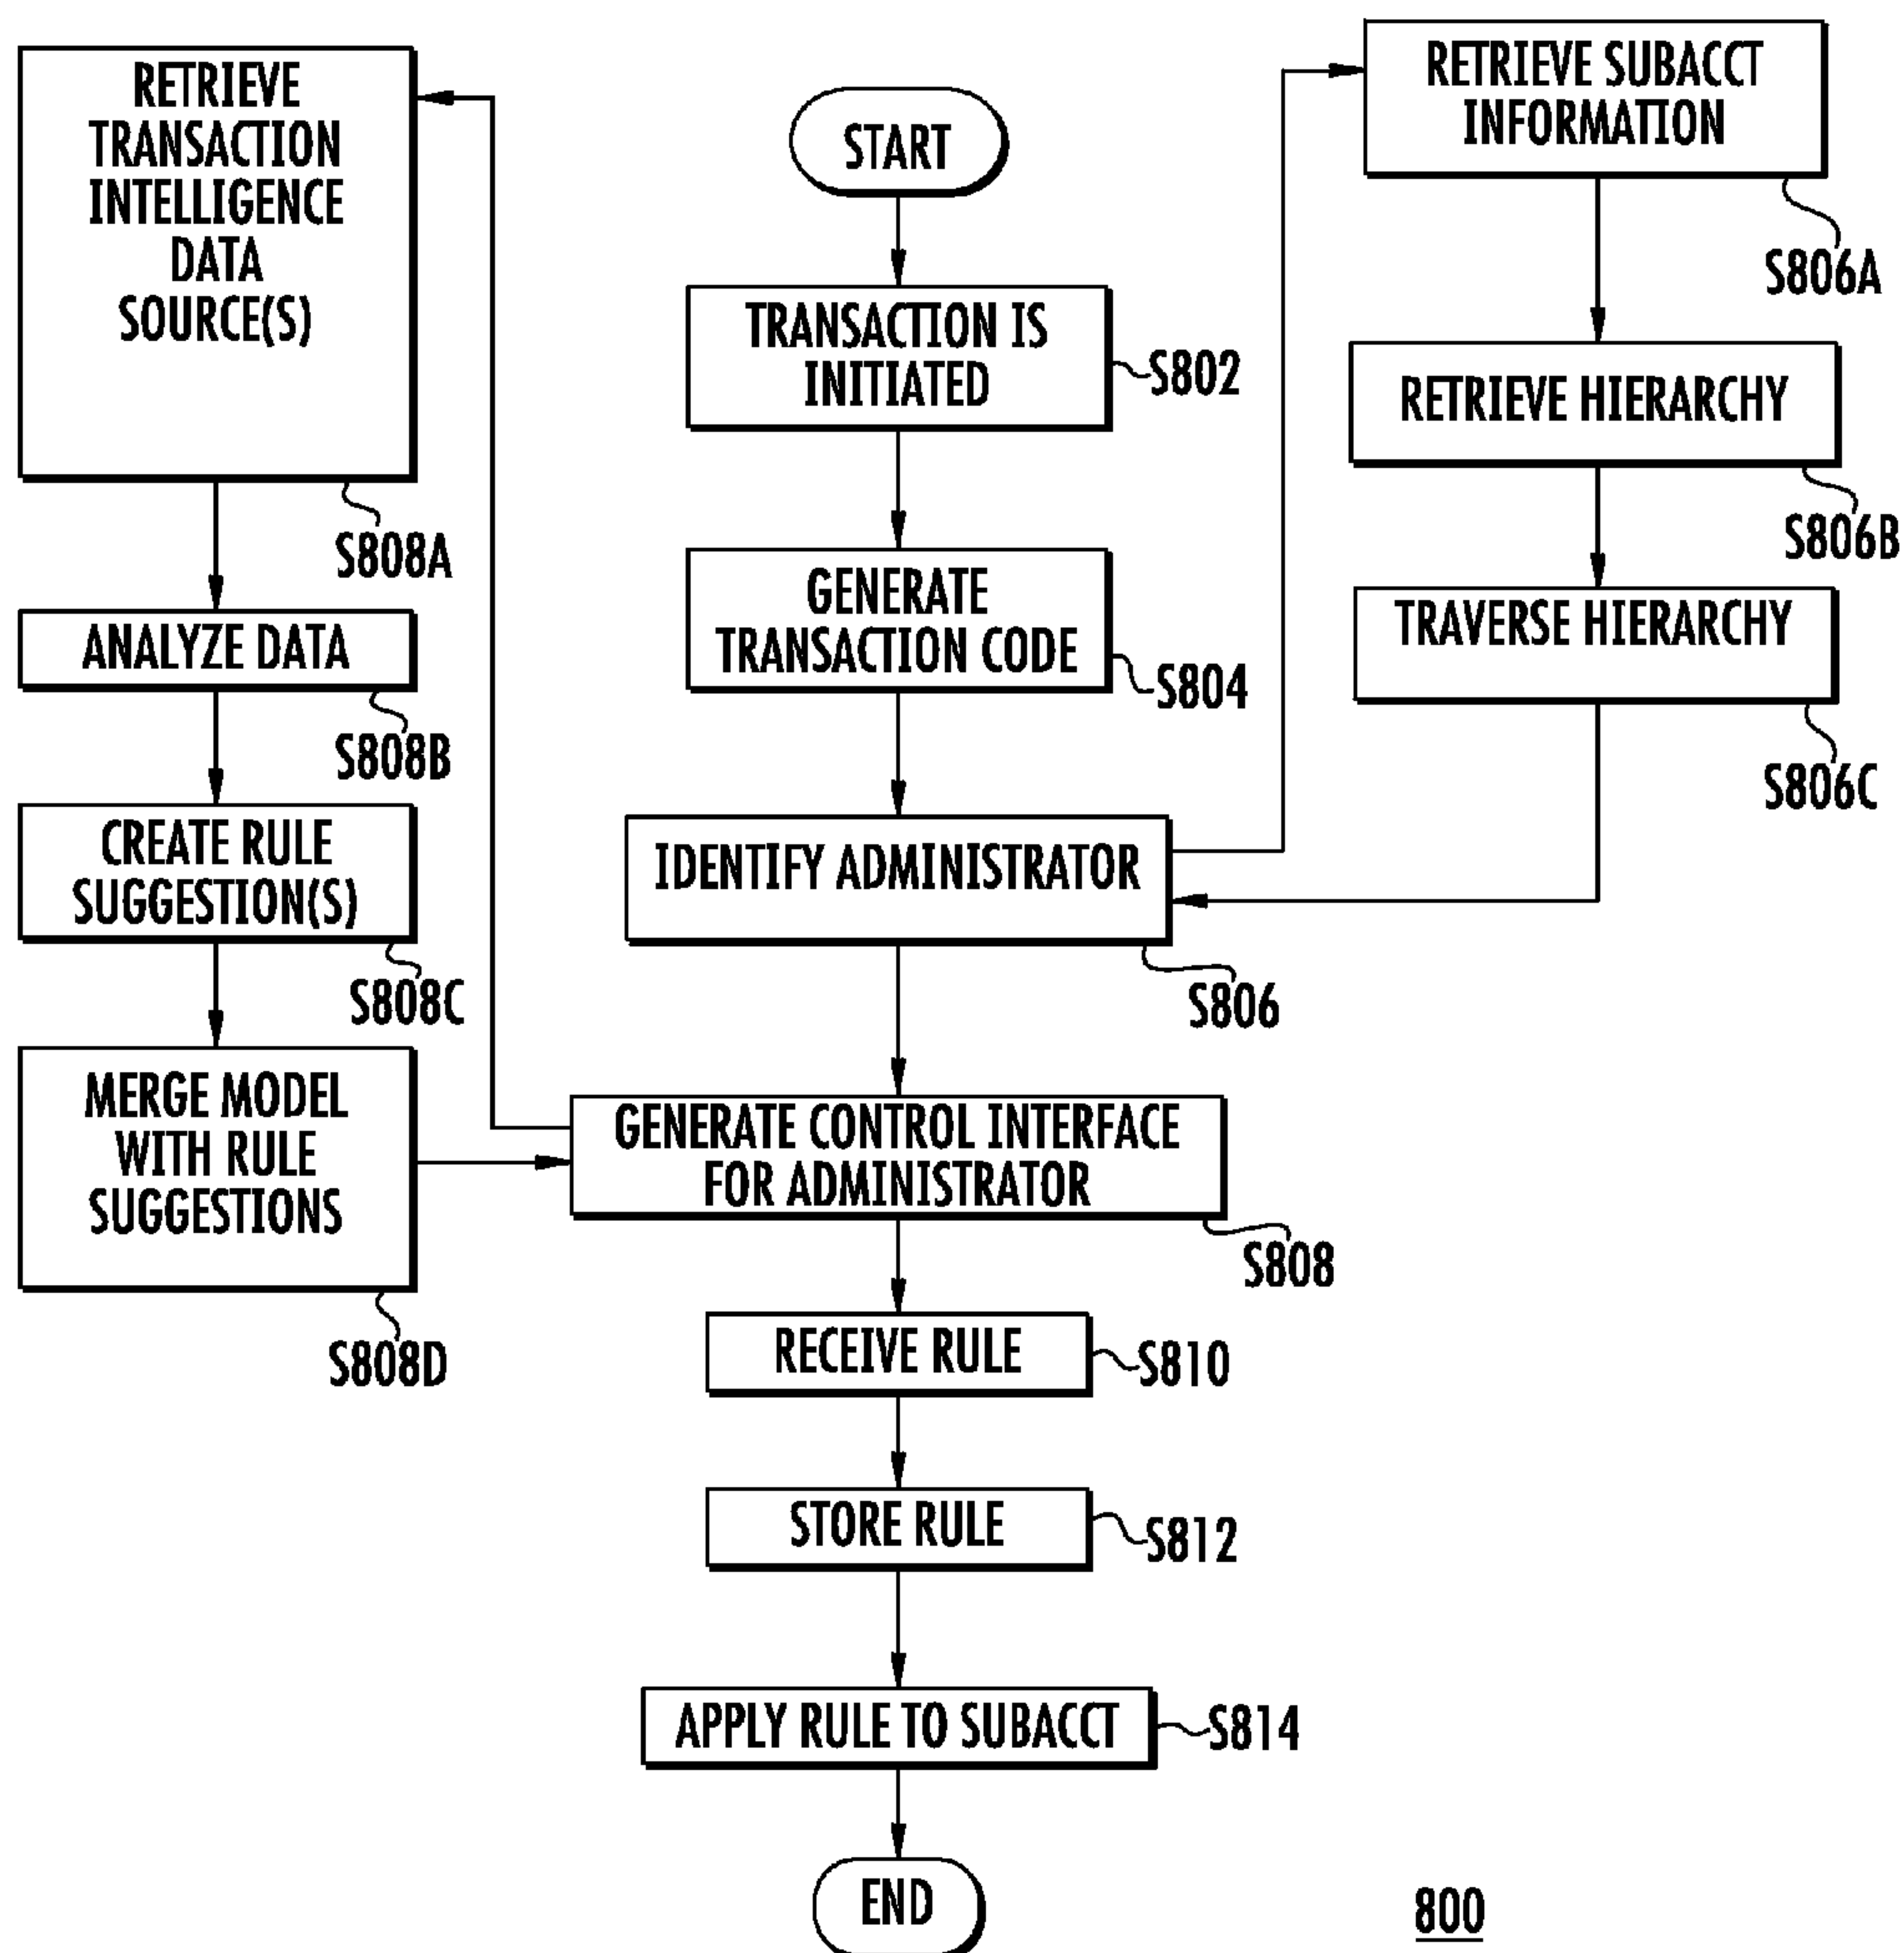 RETRIEVE
TRANSACTION
INTELLIGENCE
DATA
SOURCE(S)
S808A
ANALYZE DATA
S808B
CREATE RULE
SUGGESTION(S)
S808C
MERGE MODEL
WITH RULE
SUGGESTIONS
S808D
START
TRANSACTION IS
INITIATED
S802
GENERATE
TRANSACTION CODE
S804
IDENTIFY ADMINISTRATOR
S806
GENERATE CONTROL INTERFACE
FOR ADMINISTRATOR
S808
RECEIVE RULE
S810
STORE RULE
S812
APPLY RULE TO SUBACCT
S814
END
RETRIEVE SUBACCT
INFORMATION
S806A
RETRIEVE HIERARCHY
S806B
TRAVERSE HIERARCHY
S806C
800